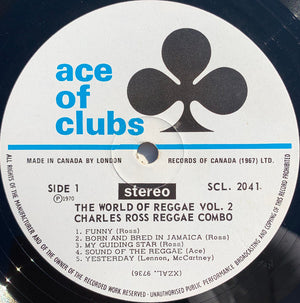 ace
of
clubs
MADE IN CANADA BY LONDON RECORDS OF CANADA (1967) LTD.
SIDE 1
stereo
SCL. 2041
Ⓟ1970
THE WORLD OF REGGAE VOL. 2
CHARLES ROSS REGGAE COMBO
1. FUNNY (Ross)
2. BORN AND BRED IN JAMAICA (Ross)
3. MY GUIDING STAR (Ross)
4. SOUND OF THE REGGAE (Ace)
5. YESTERDAY (Lennon, McCartney)
(XZAL. 9736)
ALL RIGHTS OF THE MANUFACTURER AND OF THE OWNER OF THE RECORDED WORK RESERVED - UNAUTHORISED PUBLIC PERFORMANCE, BROADCASTING AND COPYING OF THIS RECORD PROHIBITED